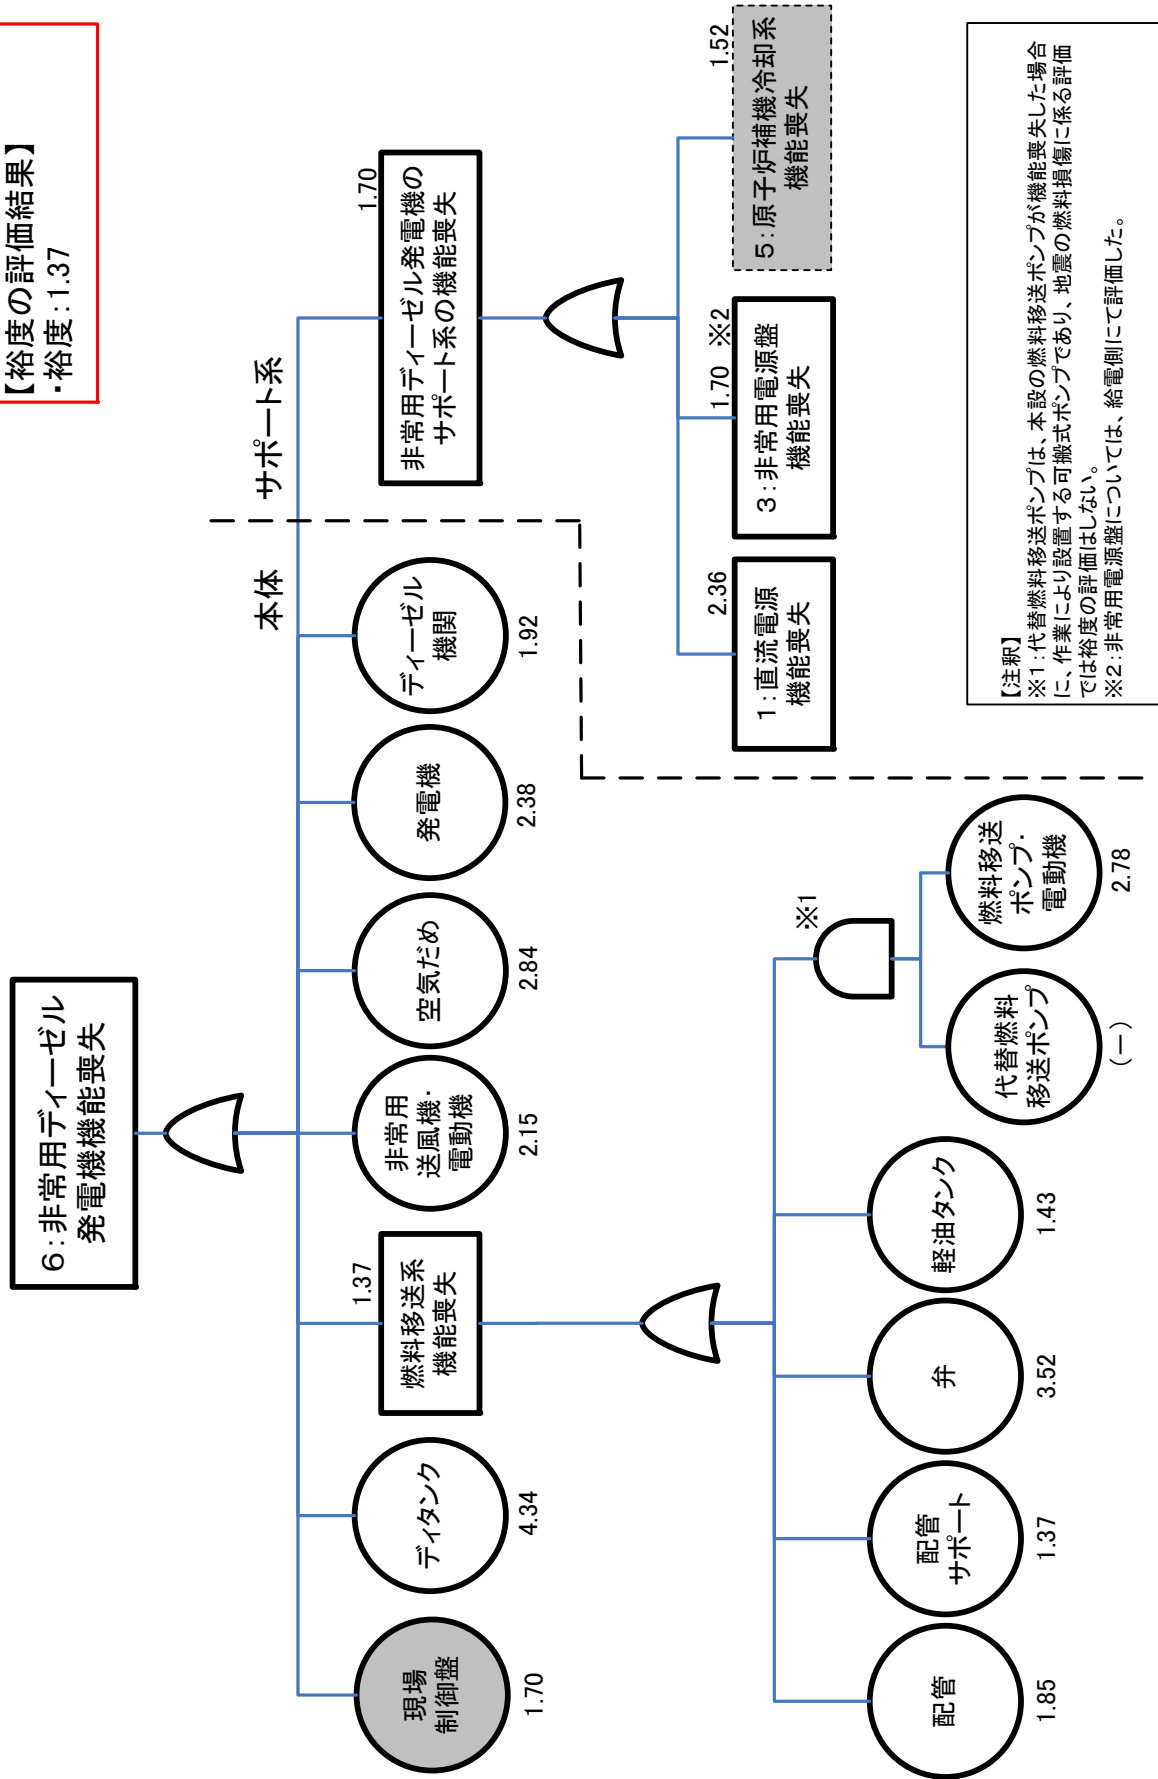 【裕度の評価結果】
・裕度:1.37
6:非常用ディーゼル
発電機機能喪失
本体
サポート系
現場
制御盤
1.70
ディタンク
4.34
1.37
燃料移送系
機能喪失
非常用
送風機・
電動機
2.15
空気だめ
2.84
発電機
2.38
ディーゼル
機関
1.92
1.70
非常用ディーゼル発電機の
サポート系の機能喪失
配管
1.85
配管
サポート
1.37
弁
3.52
軽油タンク
1.43
※1
代替燃料
移送ポンプ
(-)
燃料移送
ポンプ・
電動機
2.78
2.36
1:直流電源
機能喪失
1.70 ※2
3:非常用電源盤
機能喪失
1.52
5:原子炉補機冷却系
機能喪失
【注釈】
※1:代替燃料移送ポンプは、本設の燃料移送ポンプが機能喪失した場合
に、作業により設置する可搬式ポンプであり、地震の燃料損傷に係る評価
では裕度の評価はしない。
※2:非常用電源盤については、給電側にて評価した。